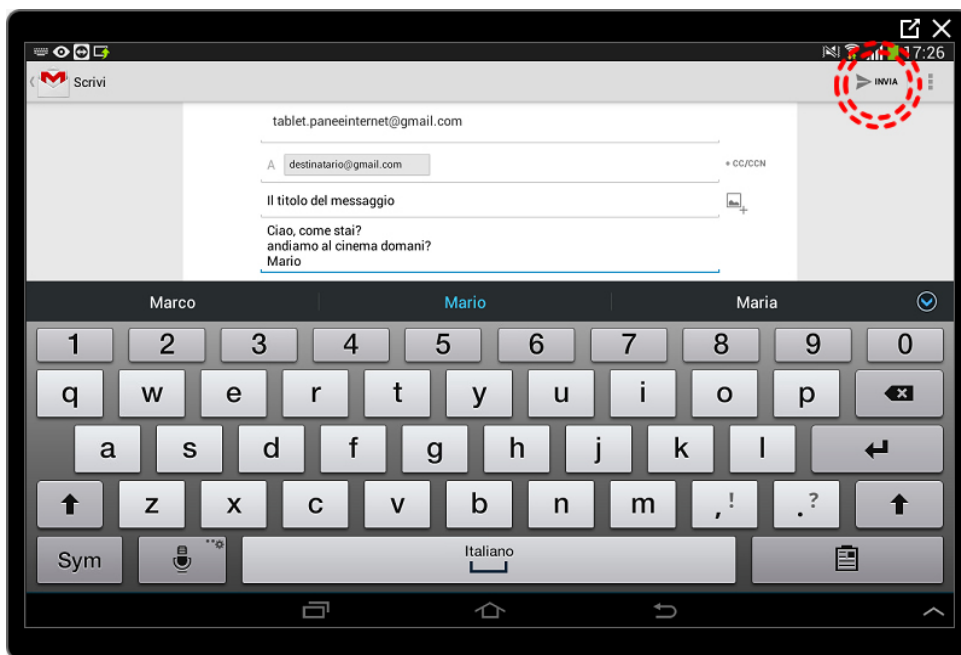 17:26
Scrivi
INVIA
tablet.paneeinternet@gmail.com
A destinatario@gmail.com
+ CC/CCN
Il titolo del messaggio
Ciao, come stai?
andiamo al cinema domani?
Mario
Marco Mario Maria
1 2 3 4 5 6 7 8 9 0
q w e r t y u i o p
a s d f g h j k l
z x c v b n m , ! . ?
Sym Italiano